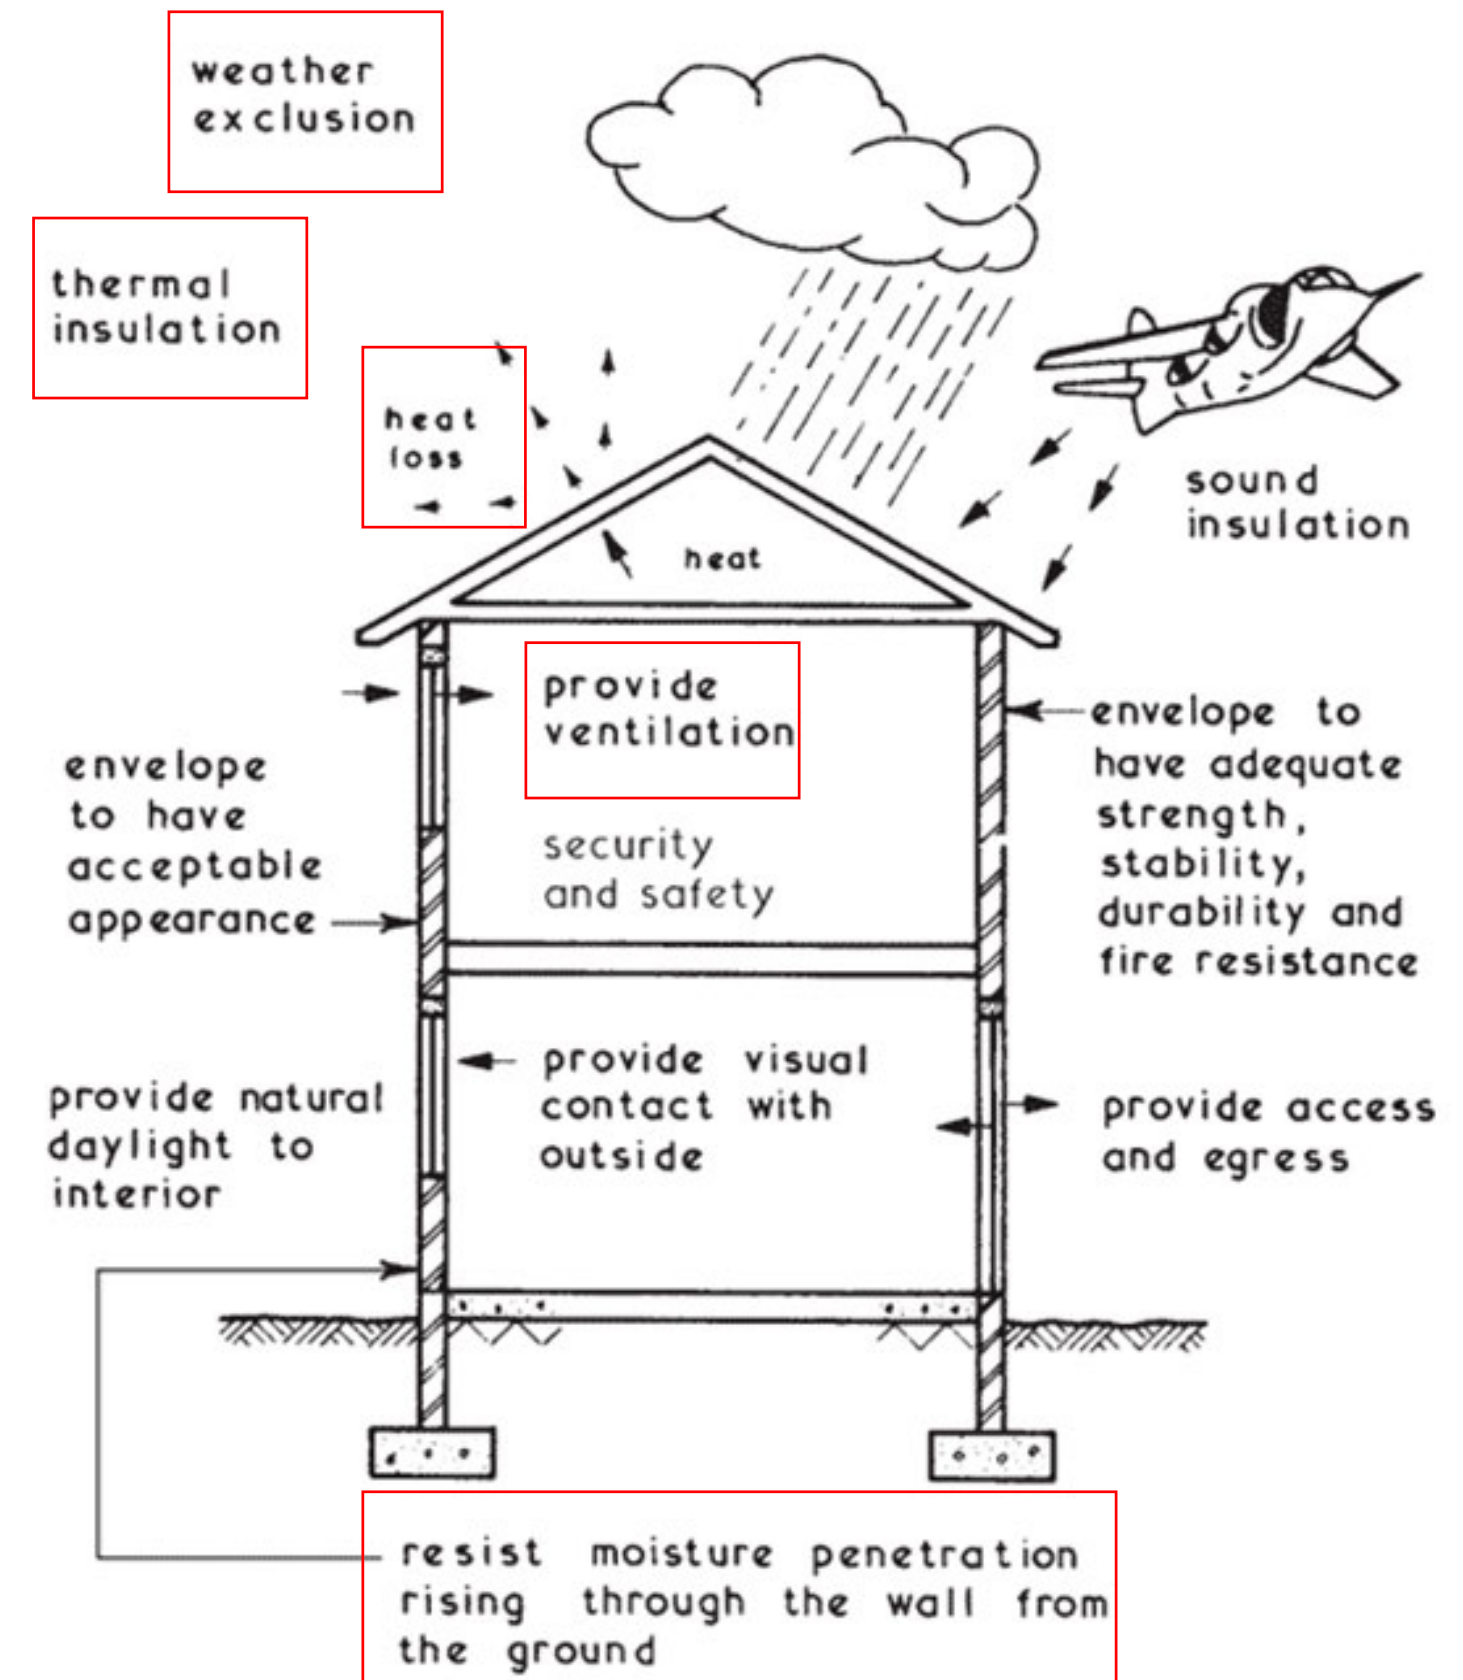 weather
exclusion
thermal
insulation
heat
loss
sound
insulation
heat
provide
ventilation
envelope
to have
acceptable
appearance
security
and safety
envelope to
have adequate
strength,
stability,
durability and
fire resistance
provide natural
daylight to
interior
provide visual
contact with
outside
provide access
and egress
resist moisture penetration
rising through the wall from
the ground